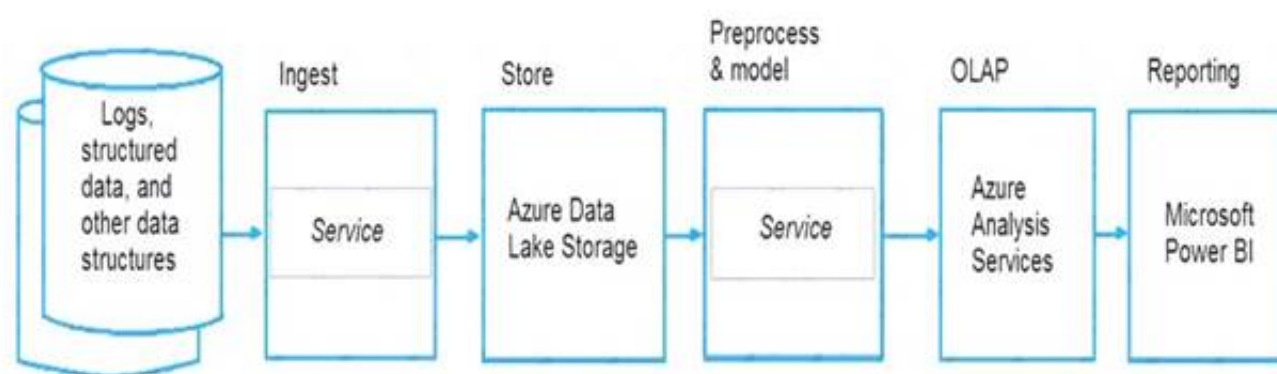 Logs,
structured
data, and
other data
structures
Ingest
Service
Store
Azure Data
Lake Storage
Preprocess
& model
Service
OLAP
Azure
Analysis
Services
Reporting
Microsoft
Power BI